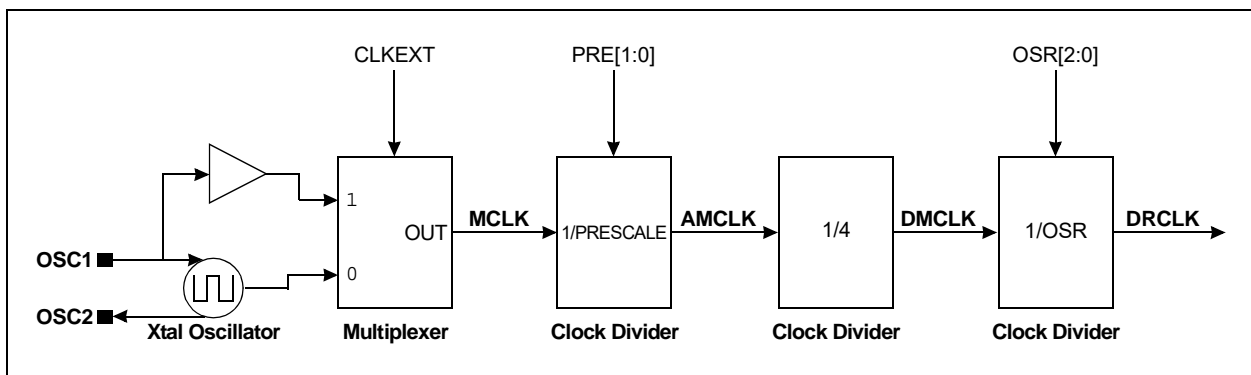 CLKEXT PRE[1:0] OSR[2:0]
1
OUT MCLK 1/PRESCALE AMCLK 1/4 DMCLK 1/OSR DRCLK
OSC1
0
OSC2
Xtal Oscillator Multiplexer Clock Divider Clock Divider Clock Divider